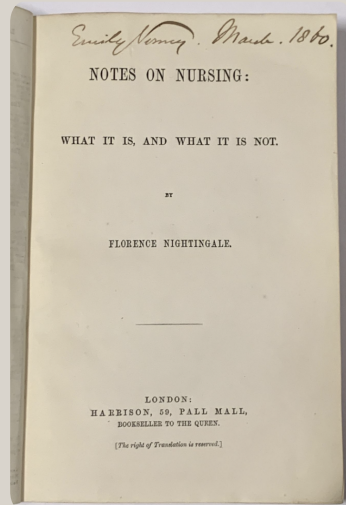 Emily Verney. March. 1860.
NOTES ON NURSING:
WHAT IT IS, AND WHAT IT IS NOT.
BY
FLORENCE NIGHTINGALE.
LONDON:
HARRISON, 59, PALL MALL,
BOOKSELLER TO THE QUEEN.
[The right of Translation is reserved.]